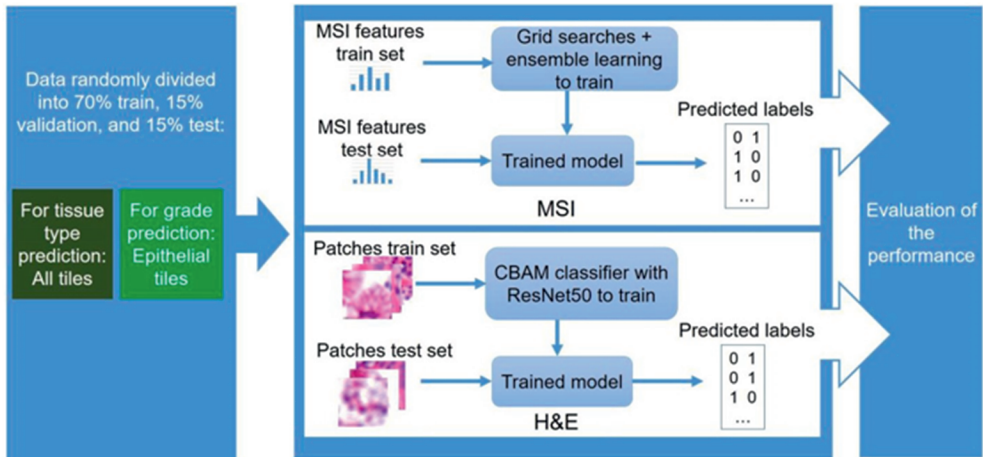 Data randomly divided
into 70% train, 15%
validation, and 15% test:
For tissue
type
prediction:
All tiles
For grade
prediction:
Epithelial
tiles
MSI features
train set
Grid searches +
ensemble learning
to train
MSI features
test set
Trained model
Predicted labels
0 1
1 0
1 0
...
MSI
Patches train set
CBAM classifier with
ResNet50 to train
Patches test set
Trained model
Predicted labels
0 1
0 1
1 0
...
H&E
Evaluation of
the
performance